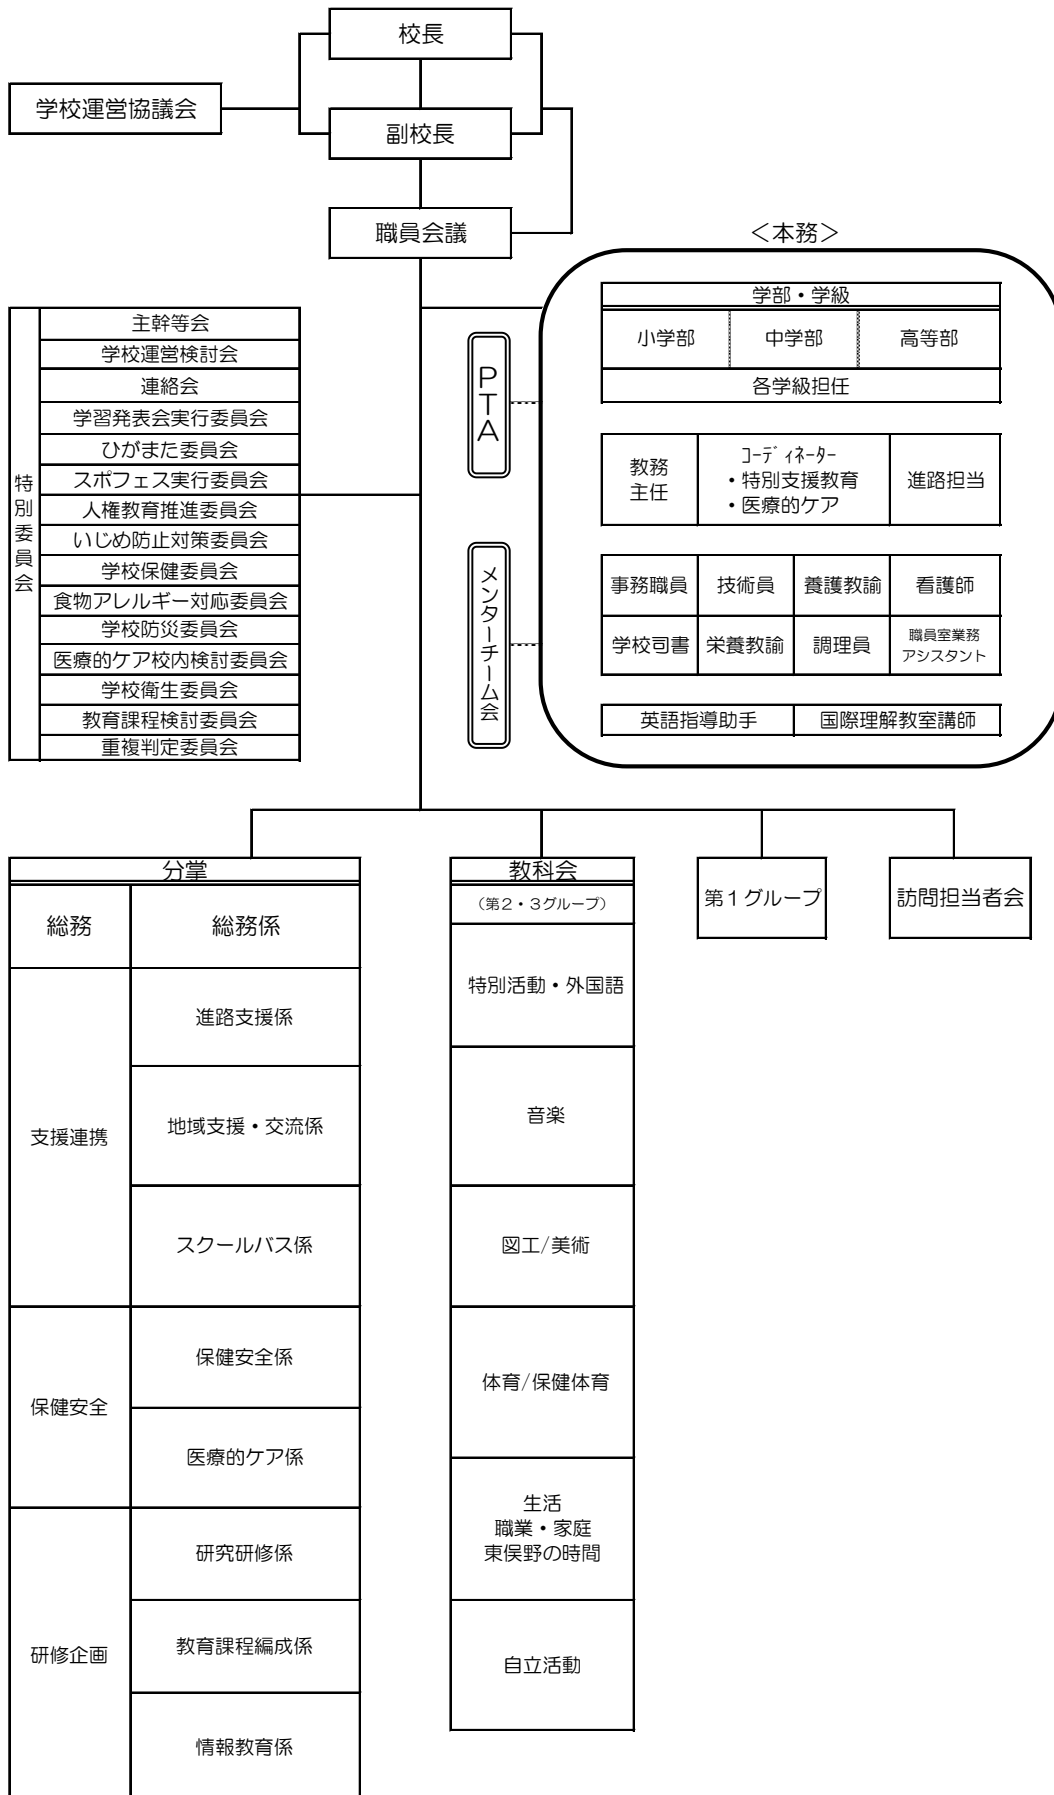 校長
学校運営協議会
副校長
職員会議
＜本務＞
特別委員会
主幹等会
学校運営検討会
連絡会
学習発表会実行委員会
ひがまた委員会
スポフェス実行委員会
人権教育推進委員会
いじめ防止対策委員会
学校保健委員会
食物アレルギー対応委員会
学校防災委員会
医療的ケア校内検討委員会
学校衛生委員会
教育課程検討委員会
重複判定委員会
PTA
メンターチーム会
学部・学級
小学部
中学部
高等部
各学級担任
教務
主任
ｺｰﾃﾞｨﾈｰﾀｰ
・特別支援教育
・医療的ケア
進路担当
事務職員
技術員
養護教諭
看護師
学校司書
栄養教諭
調理員
職員室業務
アシスタント
英語指導助手
国際理解教室講師
分掌
総務
総務係
支援連携
進路支援係
地域支援・交流係
スクールバス係
保健安全
保健安全係
医療的ケア係
研修企画
研究研修係
教育課程編成係
情報教育係
教科会
（第２・３グループ）
特別活動・外国語
音楽
図工/美術
体育/保健体育
生活
職業・家庭
東俣野の時間
自立活動
第１グループ
訪問担当者会